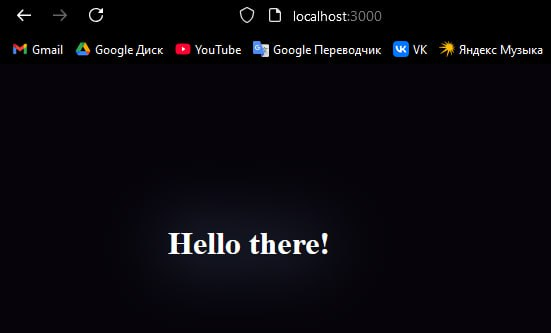 localhost:3000
Gmail Google Диск YouTube Google Переводчик VK Яндекс Музыка
Hello there!